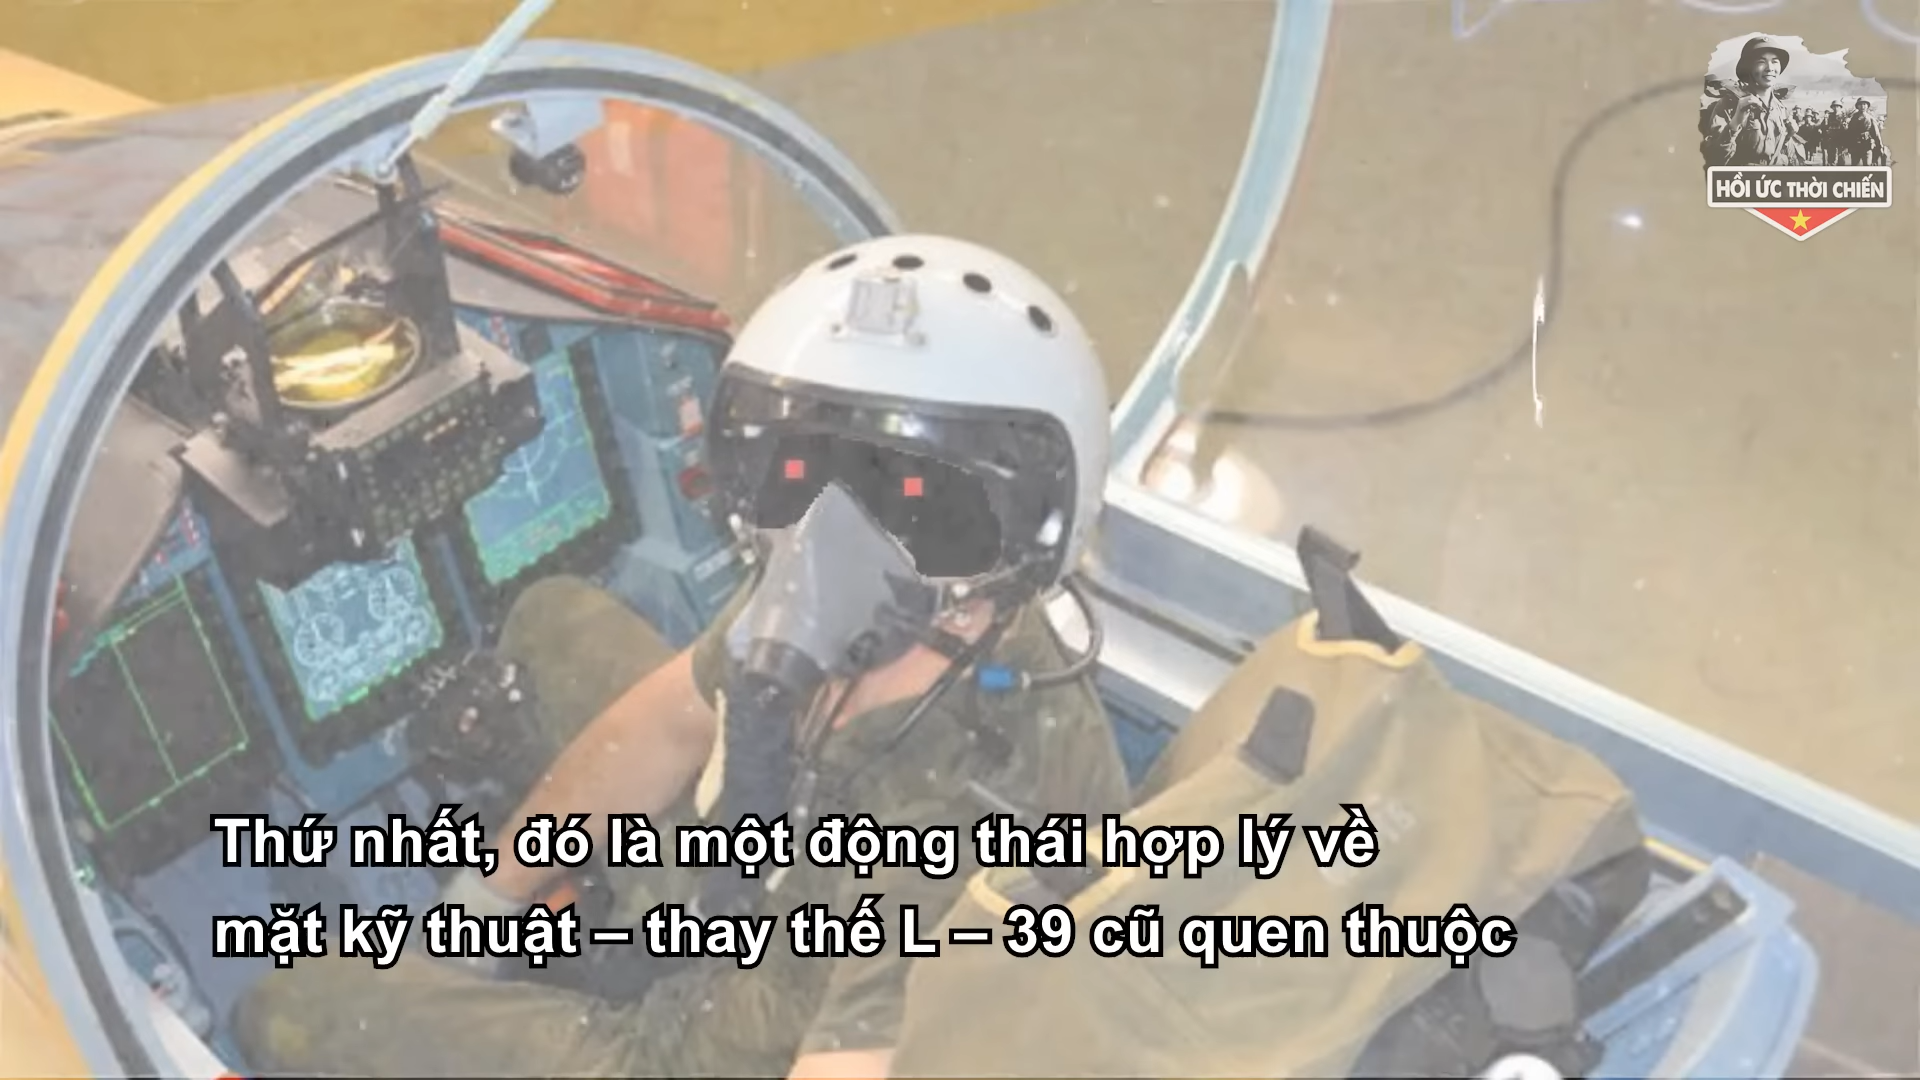 HỒI ỨC THỜI CHIẾN
Thứ nhất, đó là một động thái hợp lý về
mặt kỹ thuật – thay thế L – 39 cũ quen thuộc